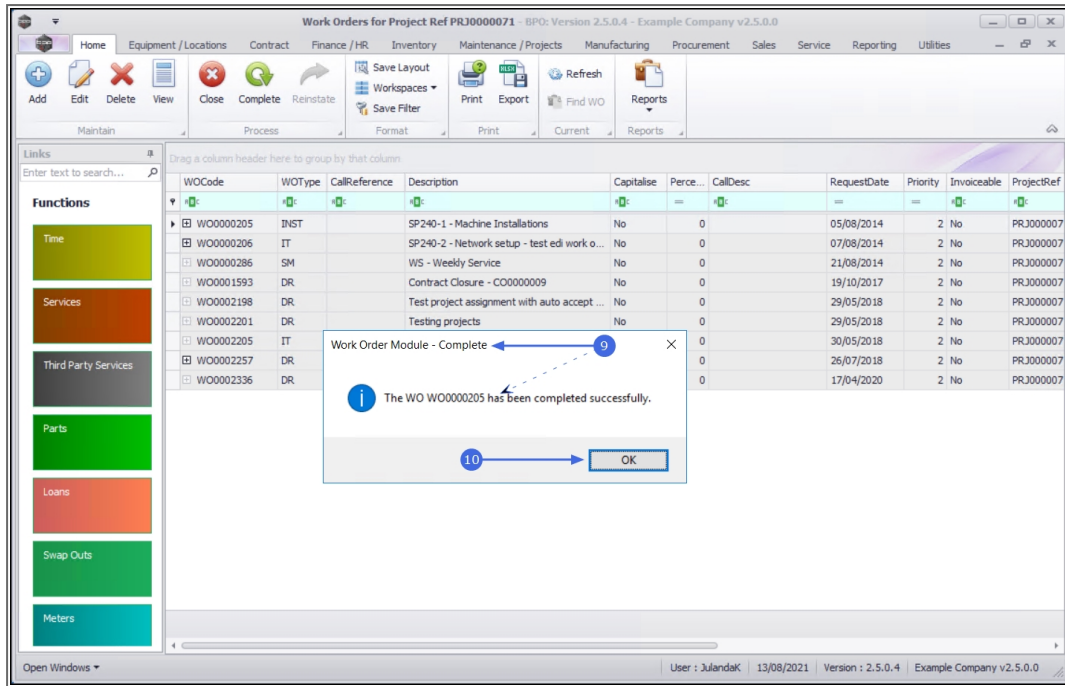 Work Orders for Project Ref PRJ0000071 - BPO: Version 2.5.0.4 - Example Company v2.5.0.0
Home Equipment / Locations Contract Finance / HR Inventory Maintenance / Projects Manufacturing Procurement Sales Service Reporting Utilities
Add Edit Delete View Close Complete Reinstate Save Layout Workspaces Save Filter Print Export Refresh Find WO Reports
Maintain Process Format Print Current Reports
Links
Enter text to search...
Functions
Time
Services
Third Party Services
Parts
Loans
Swap Outs
Meters
Drag a column header here to group by that column
WOCode WOType CallReference Description Capitalise Perce... CallDesc RequestDate Priority Invoiceable ProjectRef
WO0000205 INST SP240-1 - Machine Installations No 0 05/08/2014 2 No PRJ000007
WO0000206 IT SP240-2 - Network setup - test edi work o... No 0 07/08/2014 2 No PRJ000007
WO0000286 SM WS - Weekly Service No 0 21/08/2014 2 No PRJ000007
WO0001593 DR Contract Closure - CO0000009 No 0 19/10/2017 2 No PRJ000007
WO0002198 DR Test project assignment with auto accept ... No 0 29/05/2018 2 No PRJ000007
WO0002201 DR Testing projects No 0 29/05/2018 2 No PRJ000007
WO0002205 IT 0 30/05/2018 2 No PRJ000007
WO0002257 DR 0 26/07/2018 2 No PRJ000007
WO0002336 DR 0 17/04/2020 2 No PRJ000007
Work Order Module - Complete 9
The WO WO0000205 has been completed successfully.
10 OK
Open Windows User : JulandaK 13/08/2021 Version : 2.5.0.4 Example Company v2.5.0.0